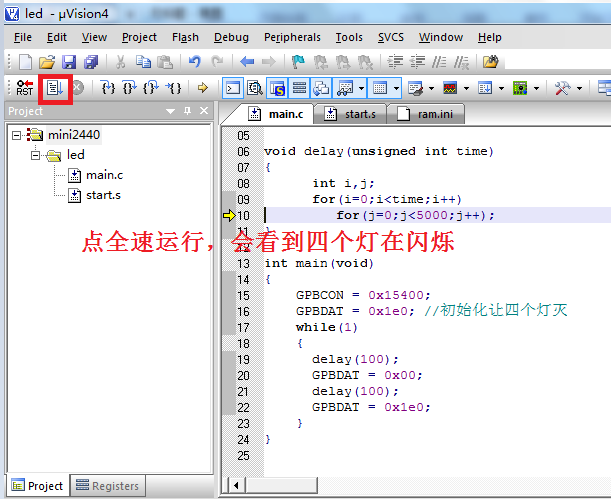 led - µVision4
File Edit View Project Flash Debug Peripherals Tools SVCS Window Help
RST
Project
main.c start.s ram.ini
mini2440
led
main.c
start.s
05
06 void delay(unsigned int time)
07 {
08 int i,j;
09 for(i=0;i<time;i++)
10 for(j=0;j<5000;j++);
11 }
点全速运行，会看到四个灯在闪烁
12
13 int main(void)
14 {
15 GPBCON = 0x15400;
16 GPBDAT = 0x1e0; //初始化让四个灯灭
17 while(1)
18 {
19 delay(100);
20 GPBDAT = 0x00;
21 delay(100);
22 GPBDAT = 0x1e0;
23 }
24 }
25
Project Registers